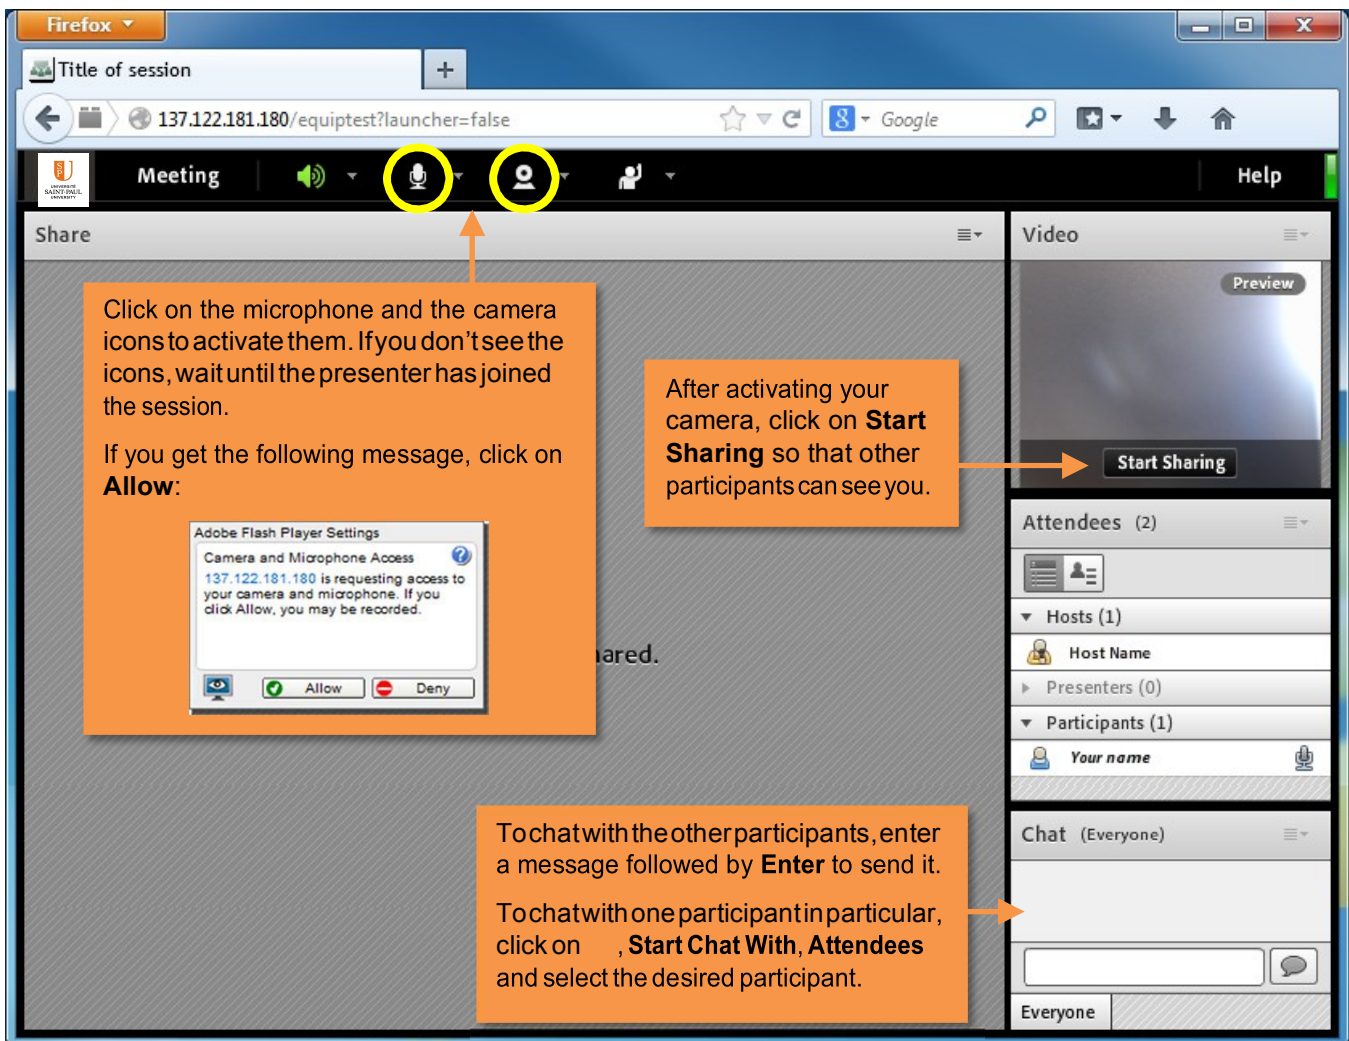 Firefox
Title of session
137.122.181.180/equiptest?launcher=false
Google
UNIVERSITÉ
SAINT-PAUL
UNIVERSITY
Meeting
Help
Share
Video
Click on the microphone and the camera
icons to activate them. If you don't see the
icons, wait until the presenter has joined
the session.
If you get the following message, click on
Allow:
Adobe Flash Player Settings
Camera and Microphone Access
137.122.181.180 is requesting access to
your camera and microphone. If you
click Allow, you may be recorded.
Allow
Deny
hared.
After activating your
camera, click on Start
Sharing so that other
participants can see you.
Preview
Start Sharing
Attendees (2)
Hosts (1)
Host Name
Presenters (0)
Participants (1)
Your name
To chat with the other participants, enter
a message followed by Enter to send it.
To chat with one participant in particular,
click on , Start Chat With, Attendees
and select the desired participant.
Chat (Everyone)
Everyone